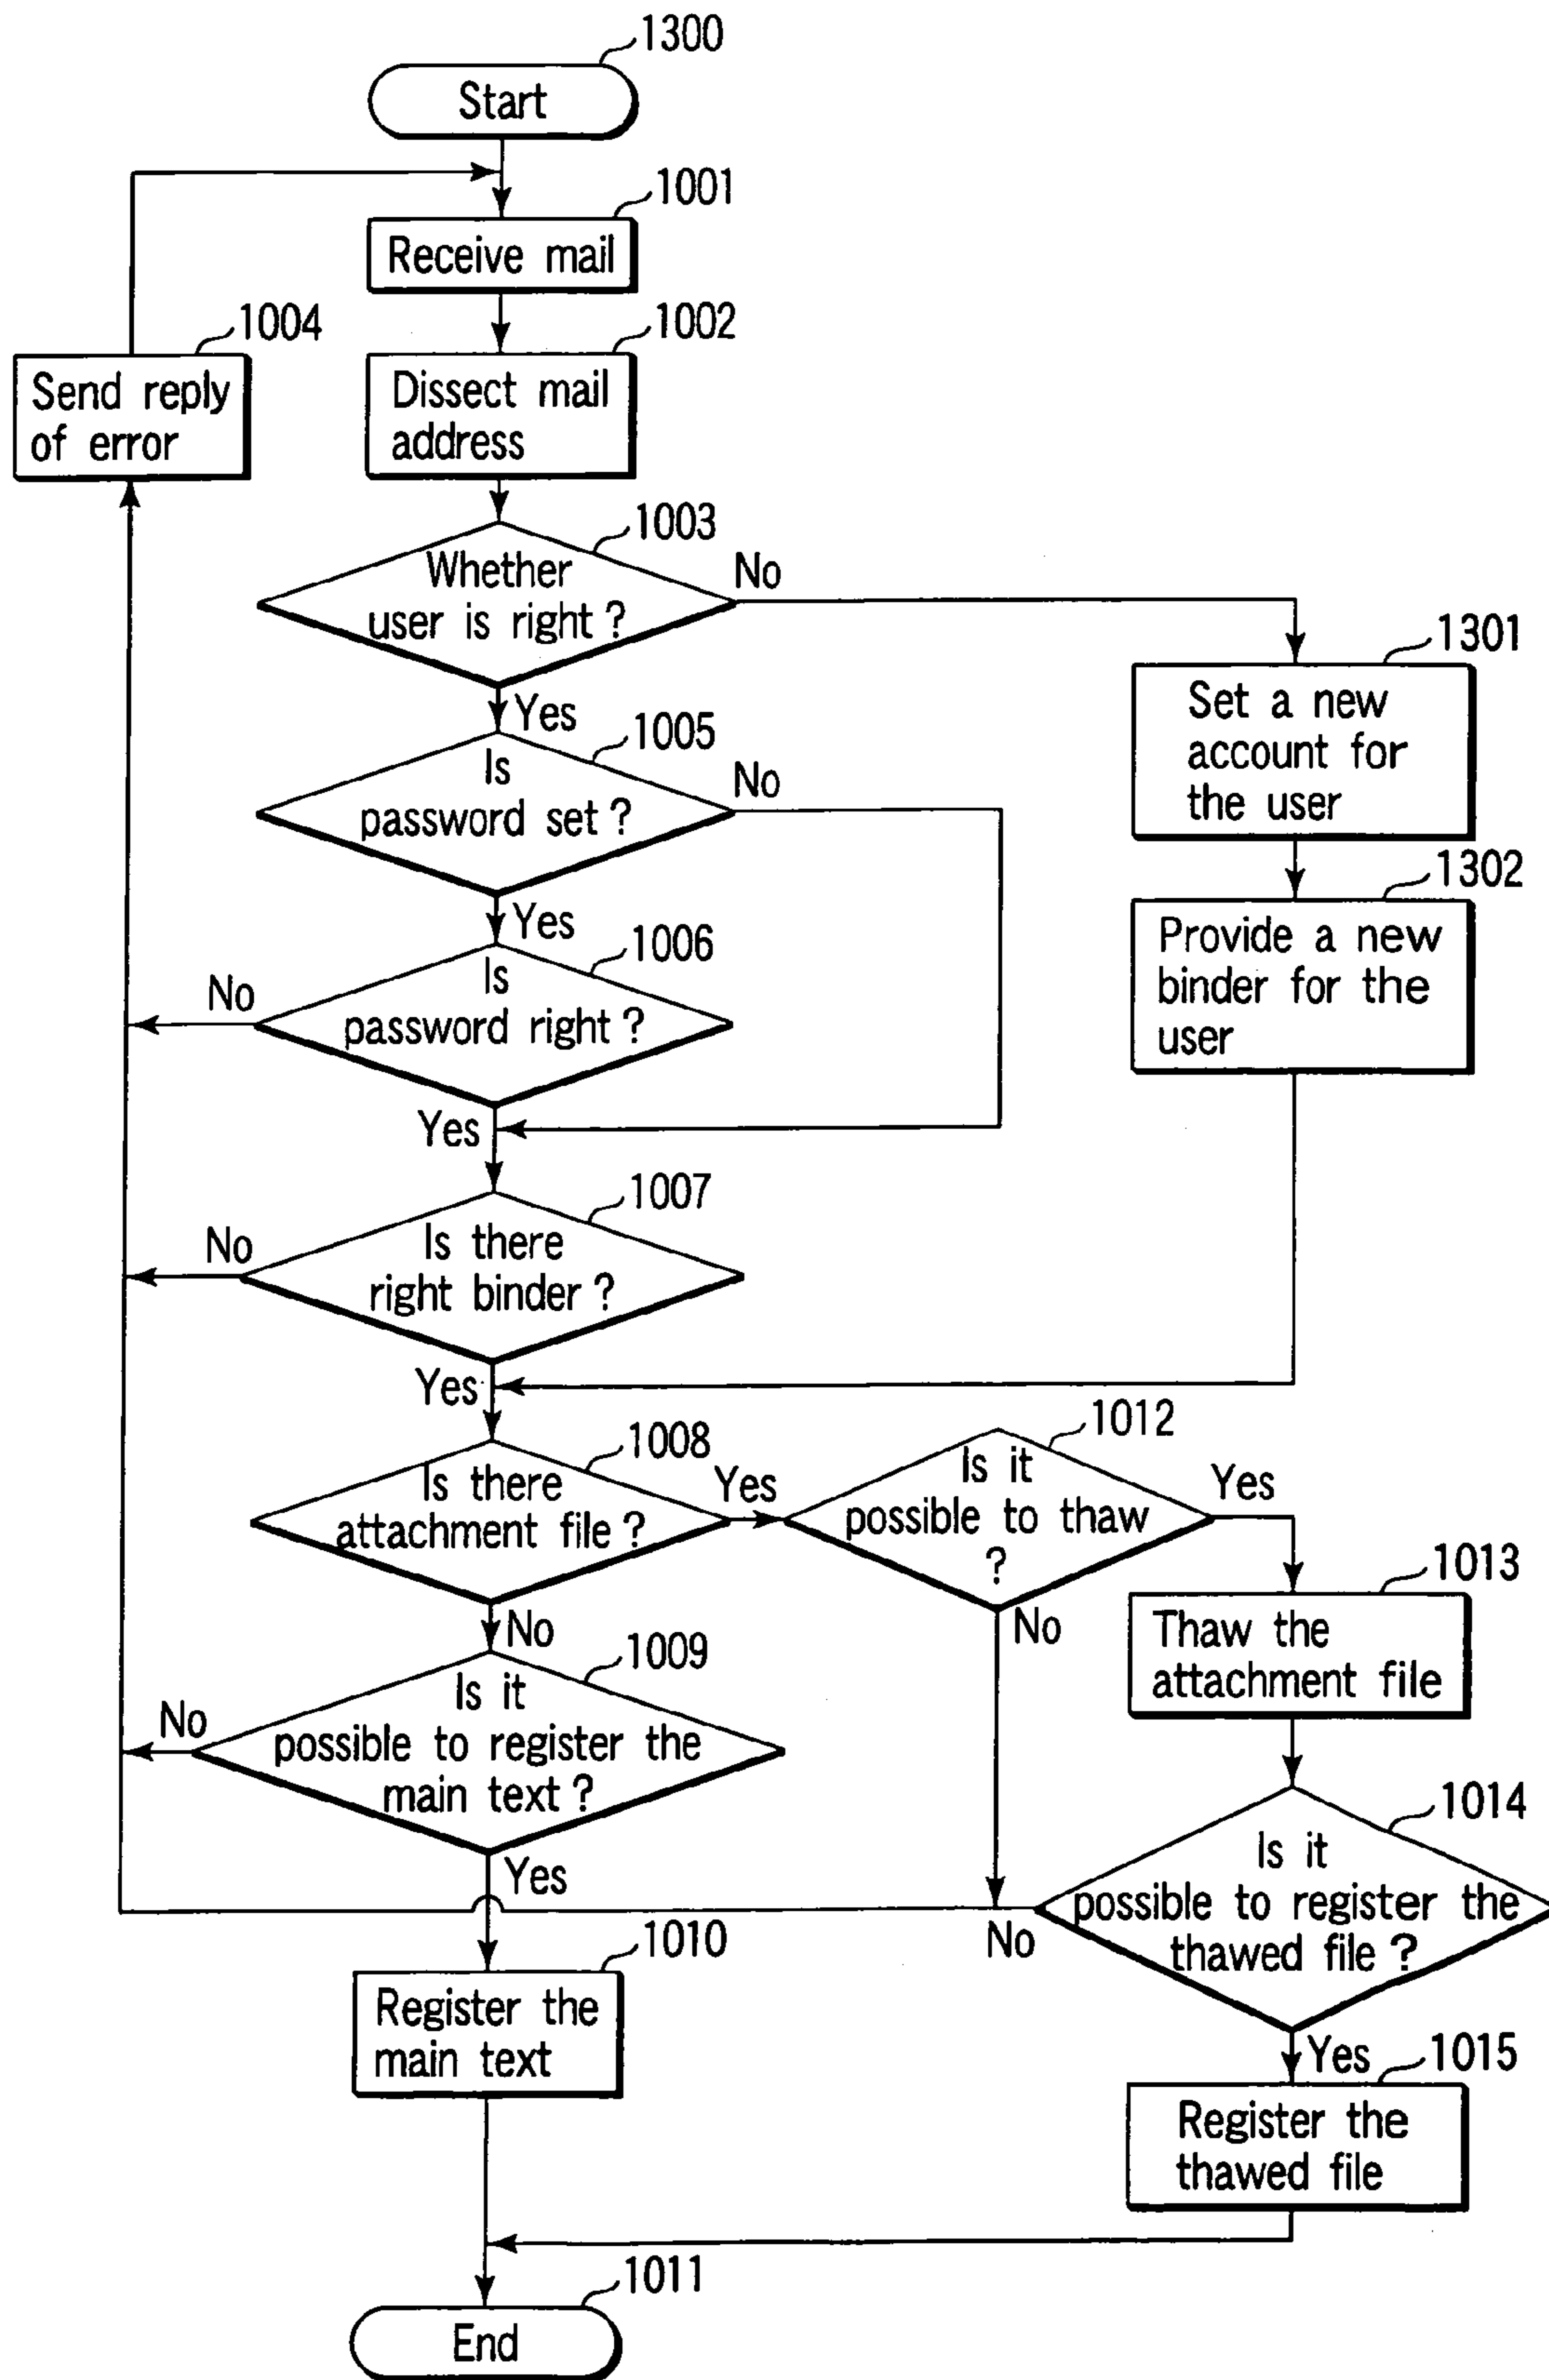 1300
Start
1001
Receive mail
1004
Send reply
of error
1002
Dissect mail
address
1003
Whether
user is right ?
No
Yes
1301
Set a new
account for
the user
1005
Is
password set ?
No
Yes
1302
Provide a new
binder for the
user
1006
Is
password right ?
No
Yes
1007
Is there
right binder ?
No
Yes
1008
Is there
attachment file ?
Yes
No
1012
Is it
possible to thaw
?
Yes
No
1013
Thaw the
attachment file
1009
Is it
possible to register the
main text ?
No
Yes
1014
Is it
possible to register the
thawed file ?
No
Yes
1010
Register the
main text
1015
Register the
thawed file
1011
End